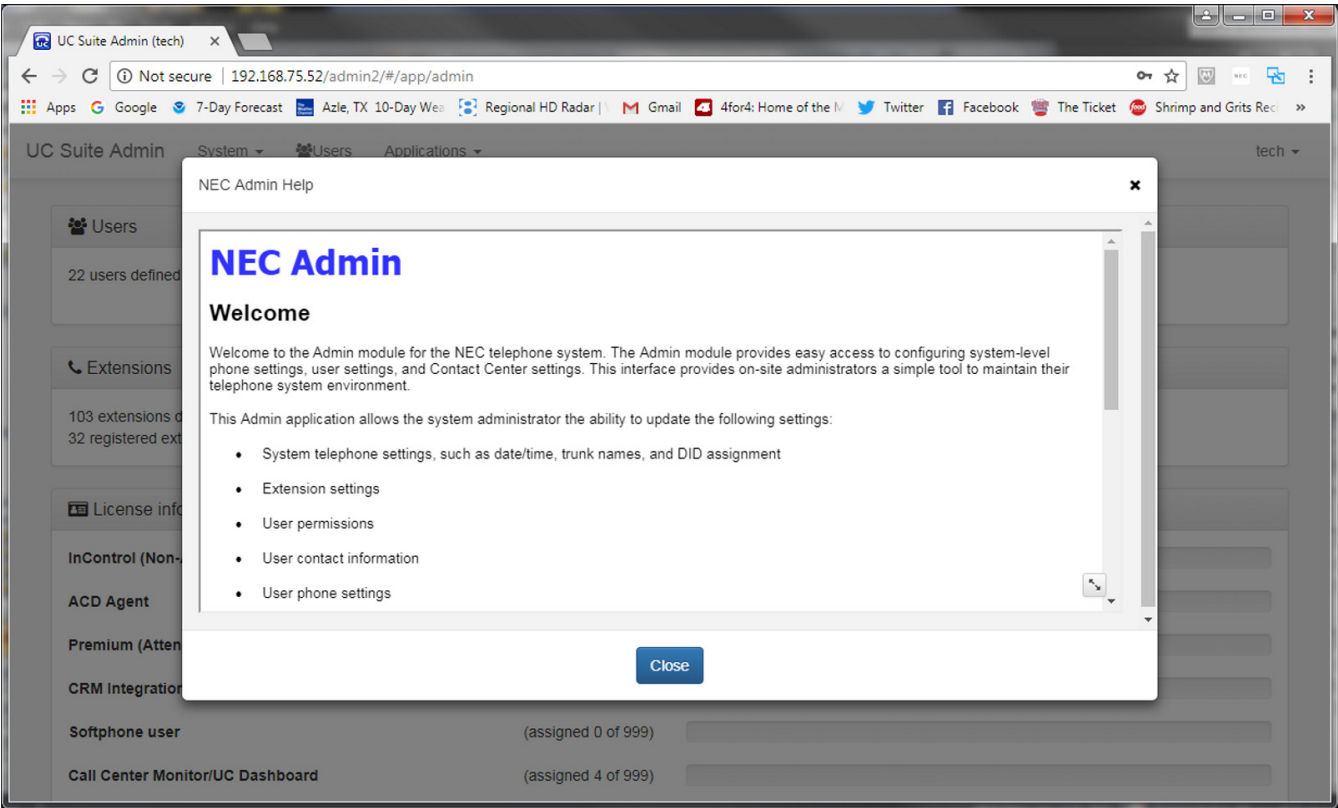 UC Suite Admin (tech)
Not secure | 192.168.75.52/admin2/#/app/admin
Apps Google 7-Day Forecast Azle, TX 10-Day Wea Regional HD Radar | Gmail 4for4: Home of the Twitter Facebook The Ticket Shrimp and Grits Rec »
UC Suite Admin System Users Applications tech
NEC Admin Help
Users
22 users defined
NEC Admin
Welcome
Welcome to the Admin module for the NEC telephone system. The Admin module provides easy access to configuring system-level
phone settings, user settings, and Contact Center settings. This interface provides on-site administrators a simple tool to maintain their
telephone system environment.
Extensions
103 extensions d
32 registered ext
This Admin application allows the system administrator the ability to update the following settings:
• System telephone settings, such as date/time, trunk names, and DID assignment
• Extension settings
• User permissions
• User contact information
• User phone settings
License info
InControl (Non-
ACD Agent
Premium (Atten
CRM Integration
Close
Softphone user (assigned 0 of 999)
Call Center Monitor/UC Dashboard (assigned 4 of 999)